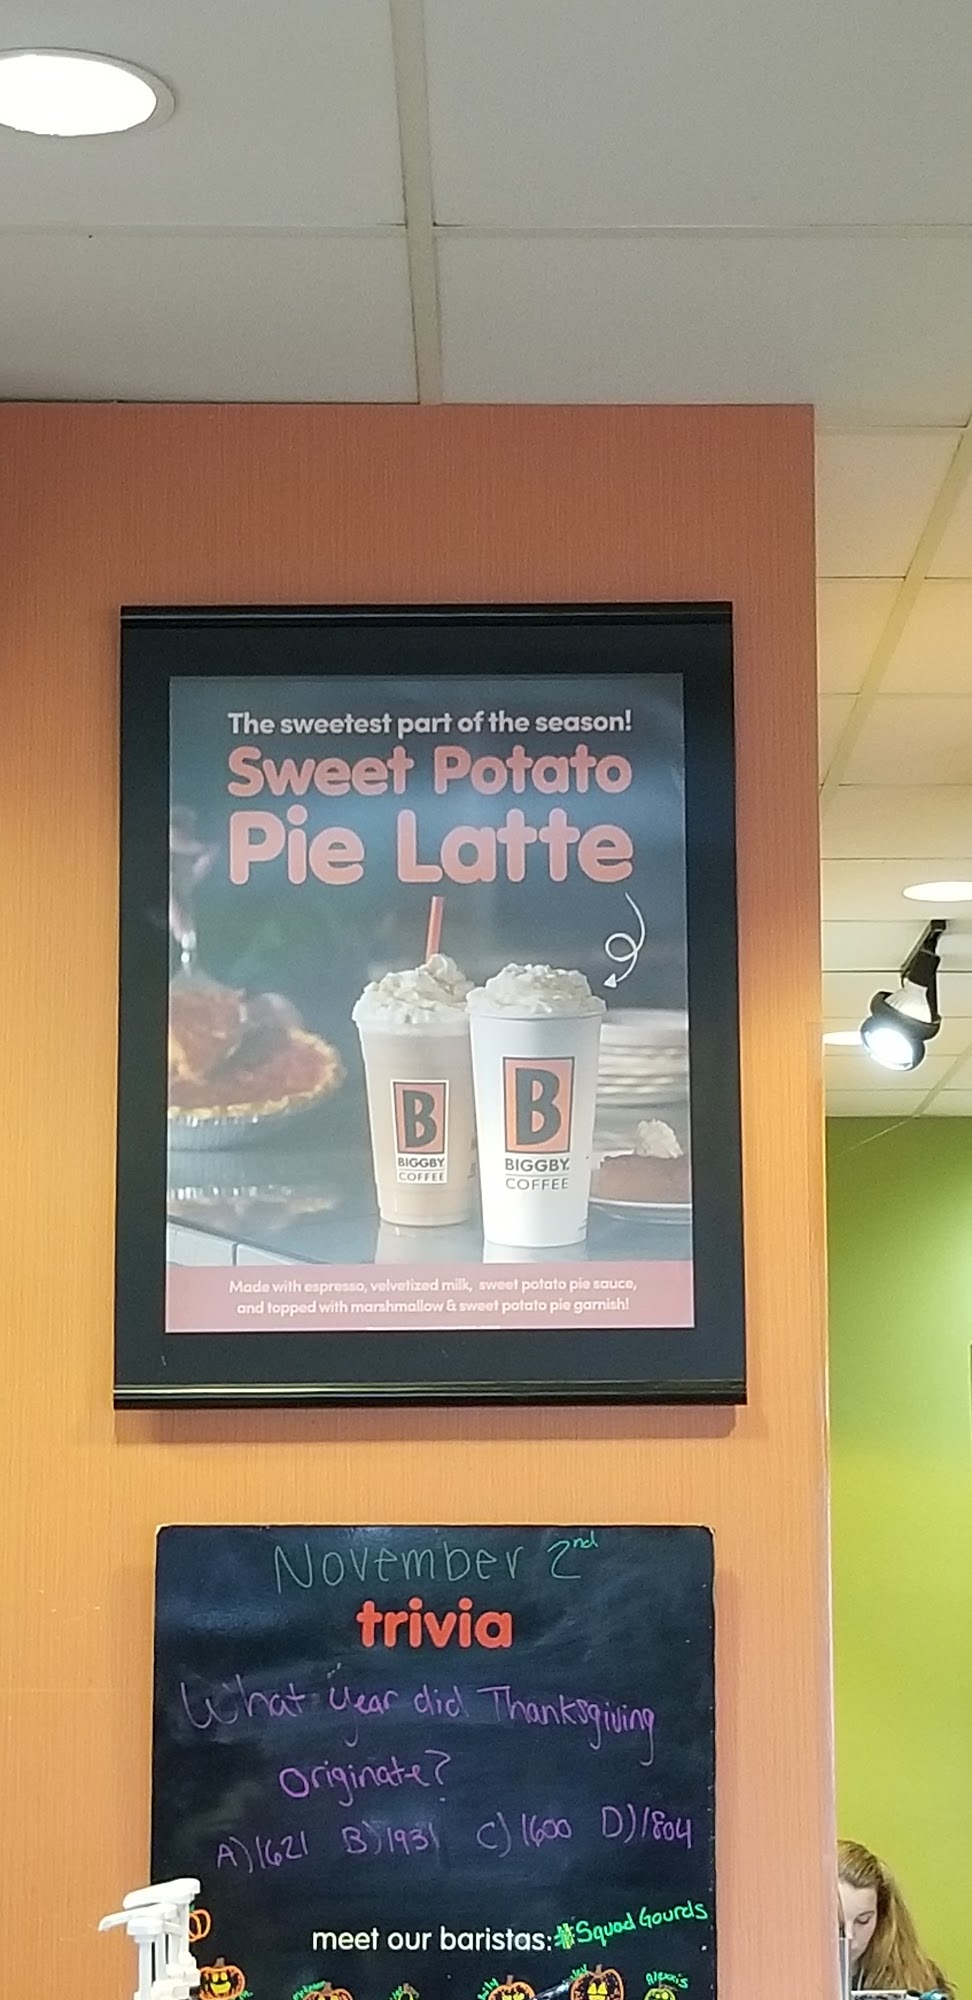 The sweetest part of the season!
Sweet Potato
Pie Latte
B
BIGGBY
COFFEE
B
BIGGBY
COFFEE
Made with espresso, velvetized milk, sweet potato pie sauce,
and topped with marshmallow & sweet potato pie garnish!
November 2nd
trivia
What year did Thanksgiving
originate?
A) 1621 B) 1931 C) 1600 D) 1804
meet our baristas: #SquadGourds
Alexxis